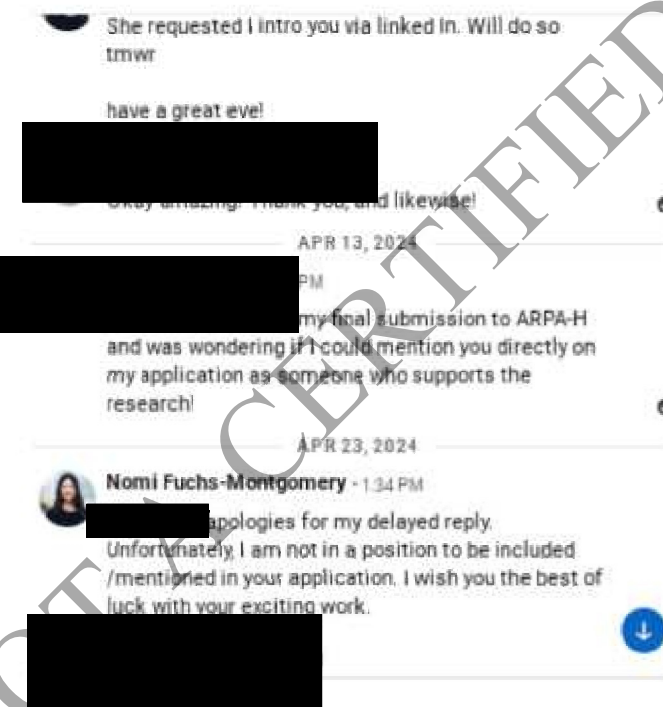 She requested I intro you via linked In. Will do so
tmwr
have a great eve!
Okay amazing! Thank you, and likewise!
APR 13, 2024
PM
my final submission to ARPA-H
and was wondering if I could mention you directly on
my application as someone who supports the
research!
APR 23, 2024
Nomi Fuchs-Montgomery - 1:34 PM
apologies for my delayed reply.
Unfortunately, I am not in a position to be included
/mentioned in your application. I wish you the best of
luck with your exciting work.
NOT A CERTIFIED